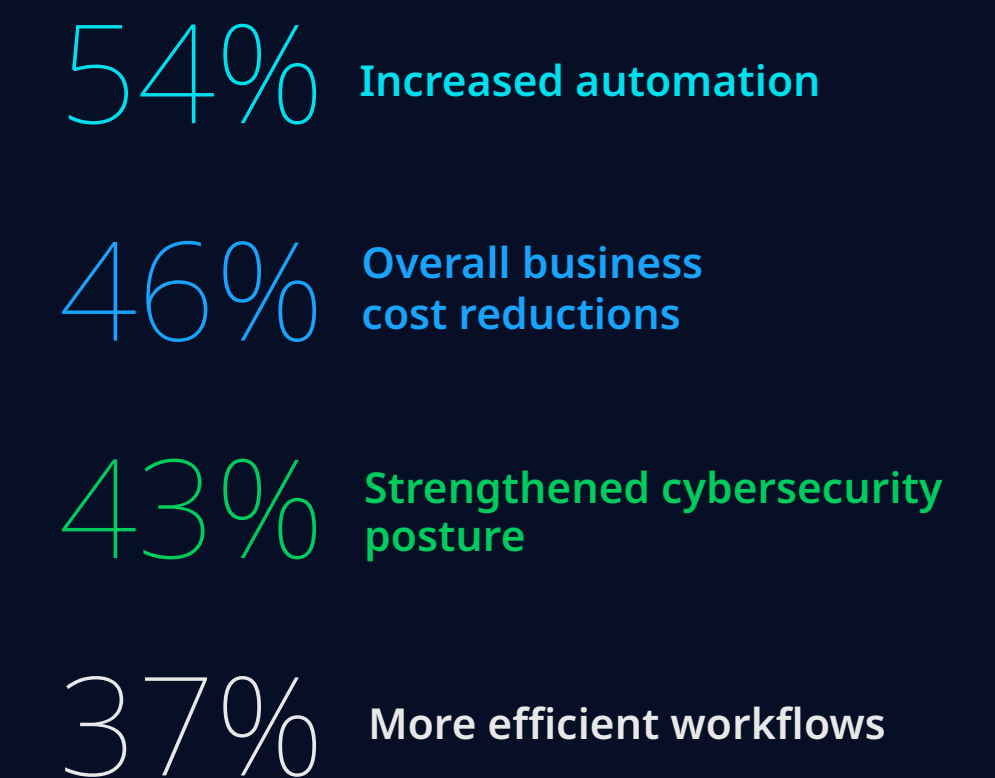 54% Increased automation
46% Overall business
cost reductions
43% Strengthened cybersecurity
posture
37% More efficient workflows